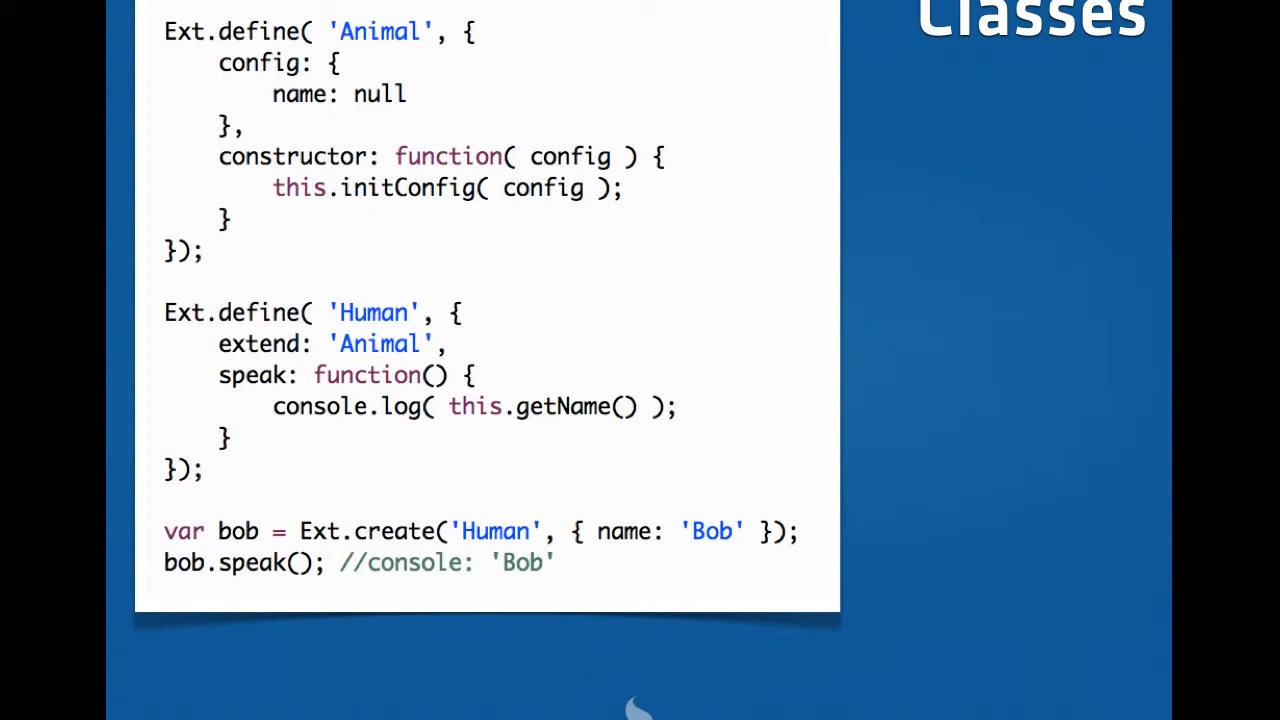 Classes
Ext.define( 'Animal', {
    config: {
        name: null
    },
    constructor: function( config ) {
        this.initConfig( config );
    }
});

Ext.define( 'Human', {
    extend: 'Animal',
    speak: function() {
        console.log( this.getName() );
    }
});

var bob = Ext.create('Human', { name: 'Bob' });
bob.speak(); //console: 'Bob'